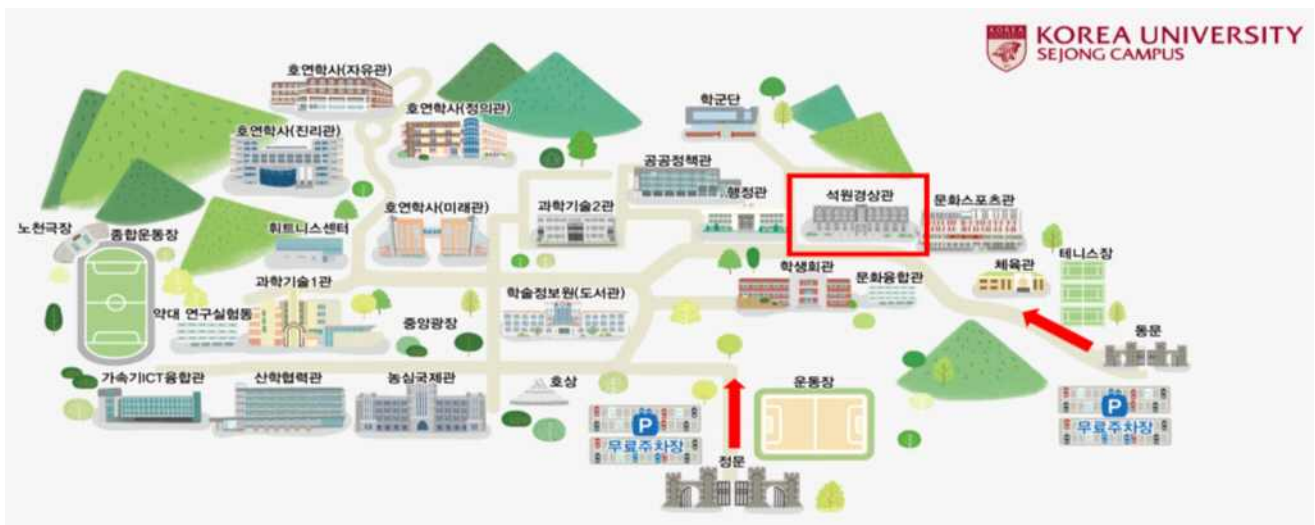 KOREA UNIVERSITY
SEJONG CAMPUS
호연학사(자유관)
학군단
호연학사(정의관)
호연학사(진리관)
공공정책관
행정관
석원경상관
문화스포츠관
과학기술2관
호연학사(미래관)
노천극장
종합운동장
휘트니스센터
테니스장
체육관
학생회관
문화융합관
과학기술1관
학술정보원(도서관)
약대 연구실험동
중앙광장
동문
가속기ICT융합관
산학협력관
농심국제관
호상
운동장
P
무료주차장
P
무료주차장
정문